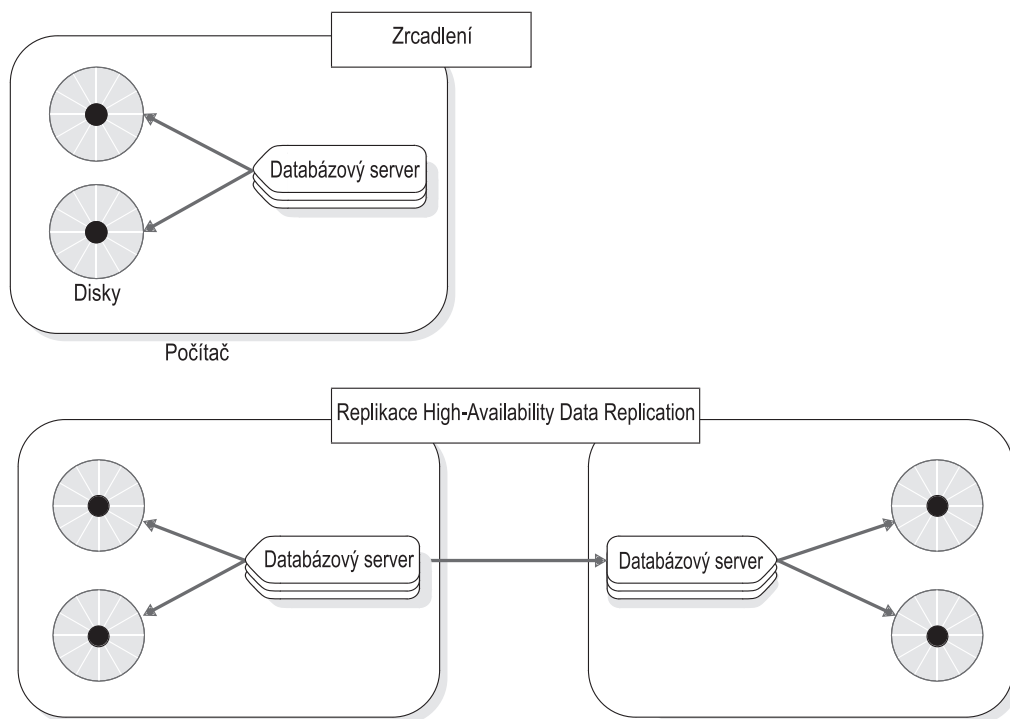 Zrcadlení
Databázový server
Disky
Počítač
Replikace High-Availability Data Replication
Databázový server
Databázový server